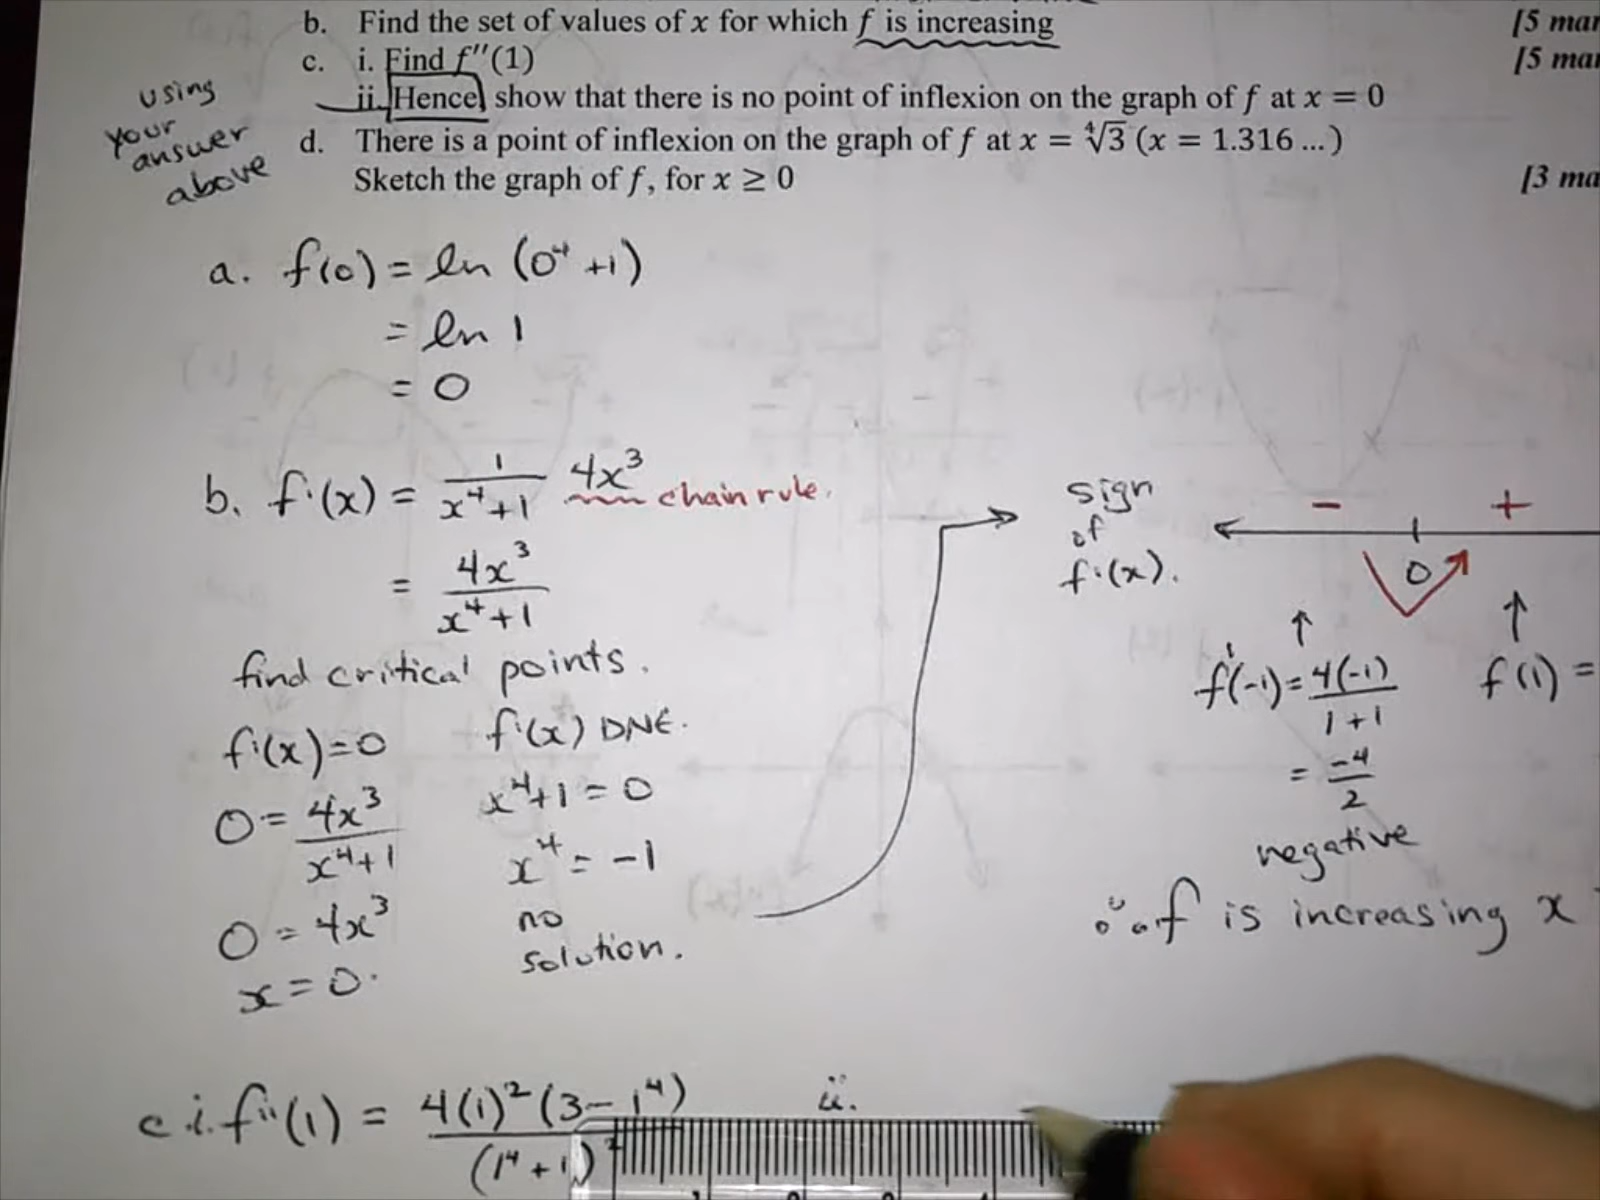 b. Find the set of values of x for which f is increasing [5 mar
c. i. Find f''(1) [5 mar
ii. Hence show that there is no point of inflexion on the graph of f at x = 0
d. There is a point of inflexion on the graph of f at x = ∜3 (x = 1.316 …)
Sketch the graph of f, for x ≥ 0 [3 ma
using
your
answer
above
a. f(0) = ln (0⁴ +1)
= ln 1
= 0
b. f'(x) = 1/(x⁴+1) 4x³ chain rule.
= 4x³/(x⁴+1)
find critical points.
f'(x)=0
0 = 4x³/(x⁴+1)
0 = 4x³
x = 0.
f'(x) DNE.
x⁴+1 = 0
x⁴ = -1
no
solution.
sign
of
f'(x).
- +
0
f'(-1) = 4(-1)/(1+1)
= -4/2
negative
f(1) =
∴ f is increasing x
c.i. f''(1) = 4(1)²(3-1⁴)/(1⁴+1)²
ii.